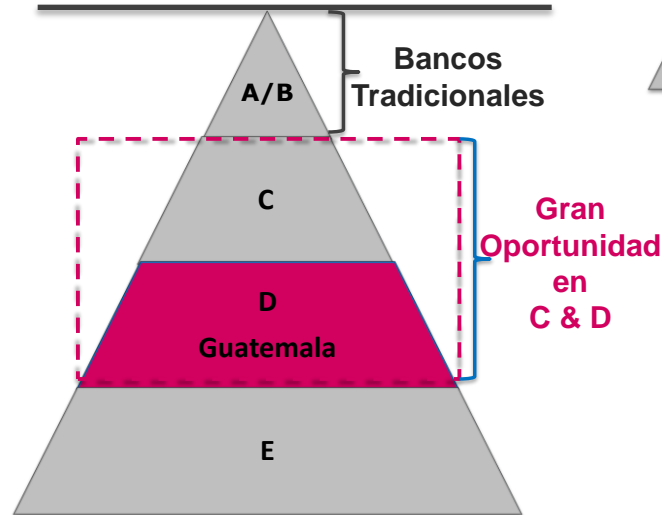 A/B
Bancos
Tradicionales
C
Gran
Oportunidad
en
C & D
D
Guatemala
E